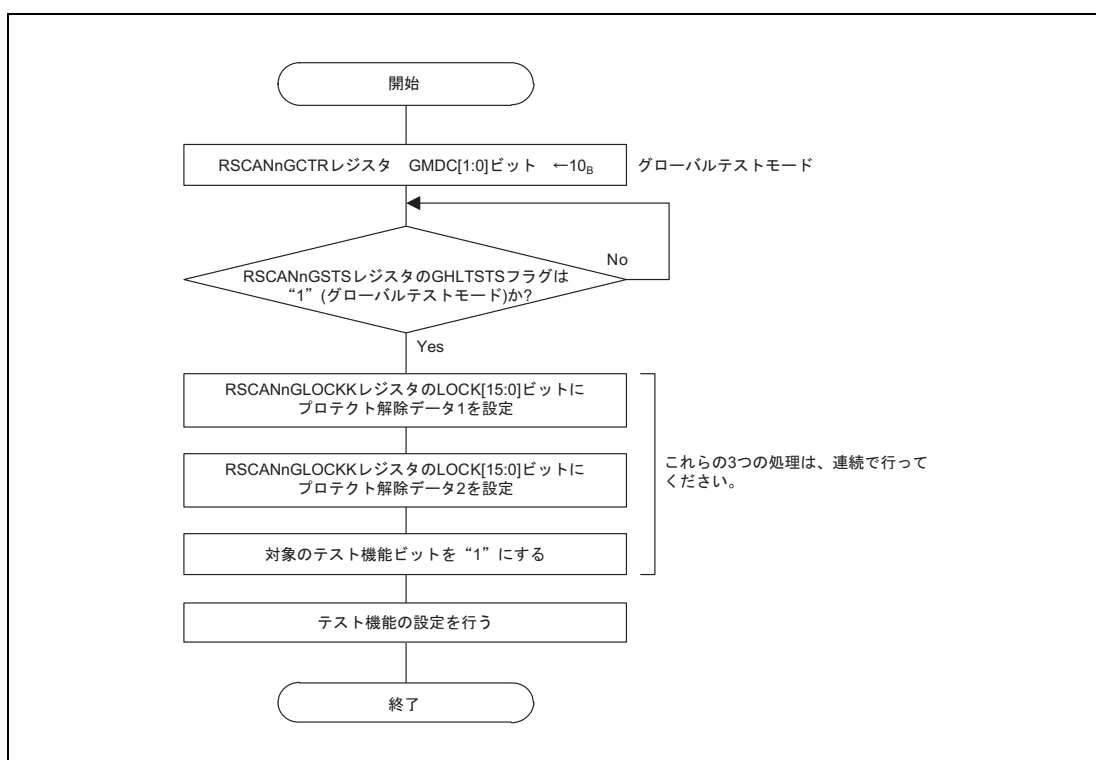 開始
RSCANnGCTRレジスタ　GMDC[1:0]ビット　←10B
グローバルテストモード
No
RSCANnGSTSレジスタのGHLTSTSフラグは
“1”(グローバルテストモード)か?
Yes
RSCANnGLOCKKレジスタのLOCK[15:0]ビットに
プロテクト解除データ1を設定
RSCANnGLOCKKレジスタのLOCK[15:0]ビットに
プロテクト解除データ2を設定
これらの3つの処理は、連続で行って
ください。
対象のテスト機能ビットを“1”にする
テスト機能の設定を行う
終了